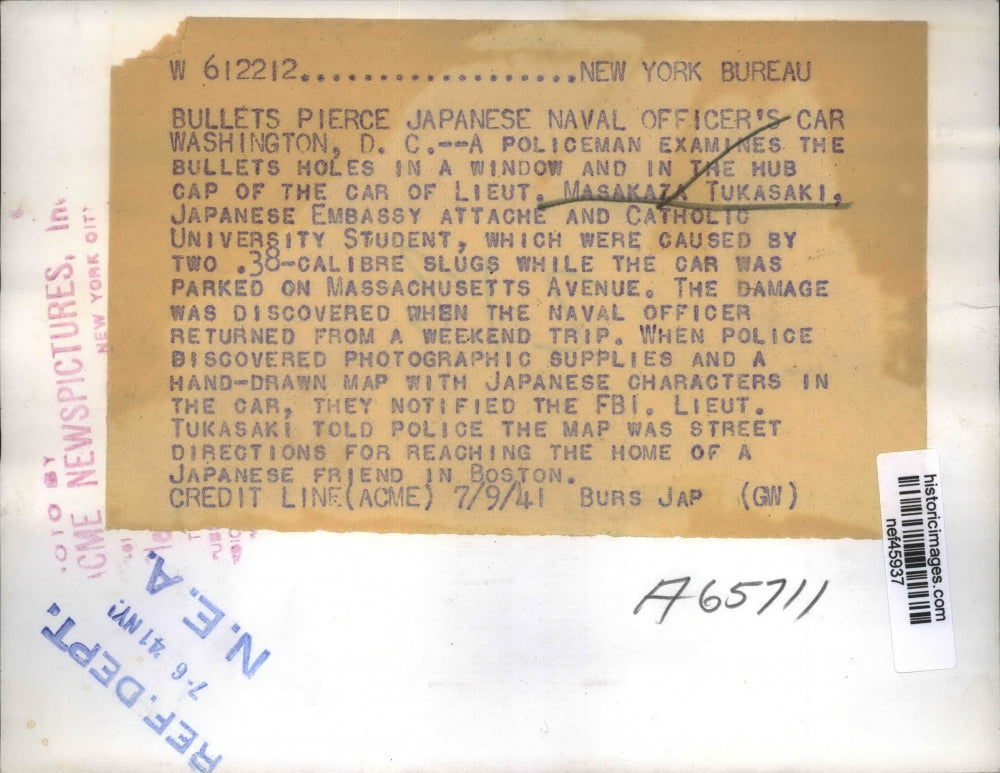 W 612212...................NEW YORK BUREAU
BULLETS PIERCE JAPANESE NAVAL OFFICER'S CAR
WASHINGTON, D. C.--A POLICEMAN EXAMINES THE
BULLETS HOLES IN A WINDOW AND IN THE HUB
CAP OF THE CAR OF LIEUT. MASAKAZA TUKASAKI,
JAPANESE EMBASSY ATTACHE AND CATHOLIC
UNIVERSITY STUDENT, WHICH WERE CAUSED BY
TWO .38-CALIBRE SLUGS WHILE THE CAR WAS
PARKED ON MASSACHUSETTS AVENUE. THE DAMAGE
WAS DISCOVERED WHEN THE NAVAL OFFICER
RETURNED FROM A WEEKEND TRIP. WHEN POLICE
DISCOVERED PHOTOGRAPHIC SUPPLIES AND A
HAND-DRAWN MAP WITH JAPANESE CHARACTERS IN
THE CAR, THEY NOTIFIED THE FBI. LIEUT.
TUKASAKI TOLD POLICE THE MAP WAS STREET
DIRECTIONS FOR REACHING THE HOME OF A
JAPANESE FRIEND IN BOSTON.
CREDIT LINE(ACME) 7/9/41 BURS JAP (GW)
BY
NEWSPICTURES,
NEW YORK CITY
REF. DEPT.
7-6 '41 NY
N. E. A.
A65711
historicimages.com
nef45937